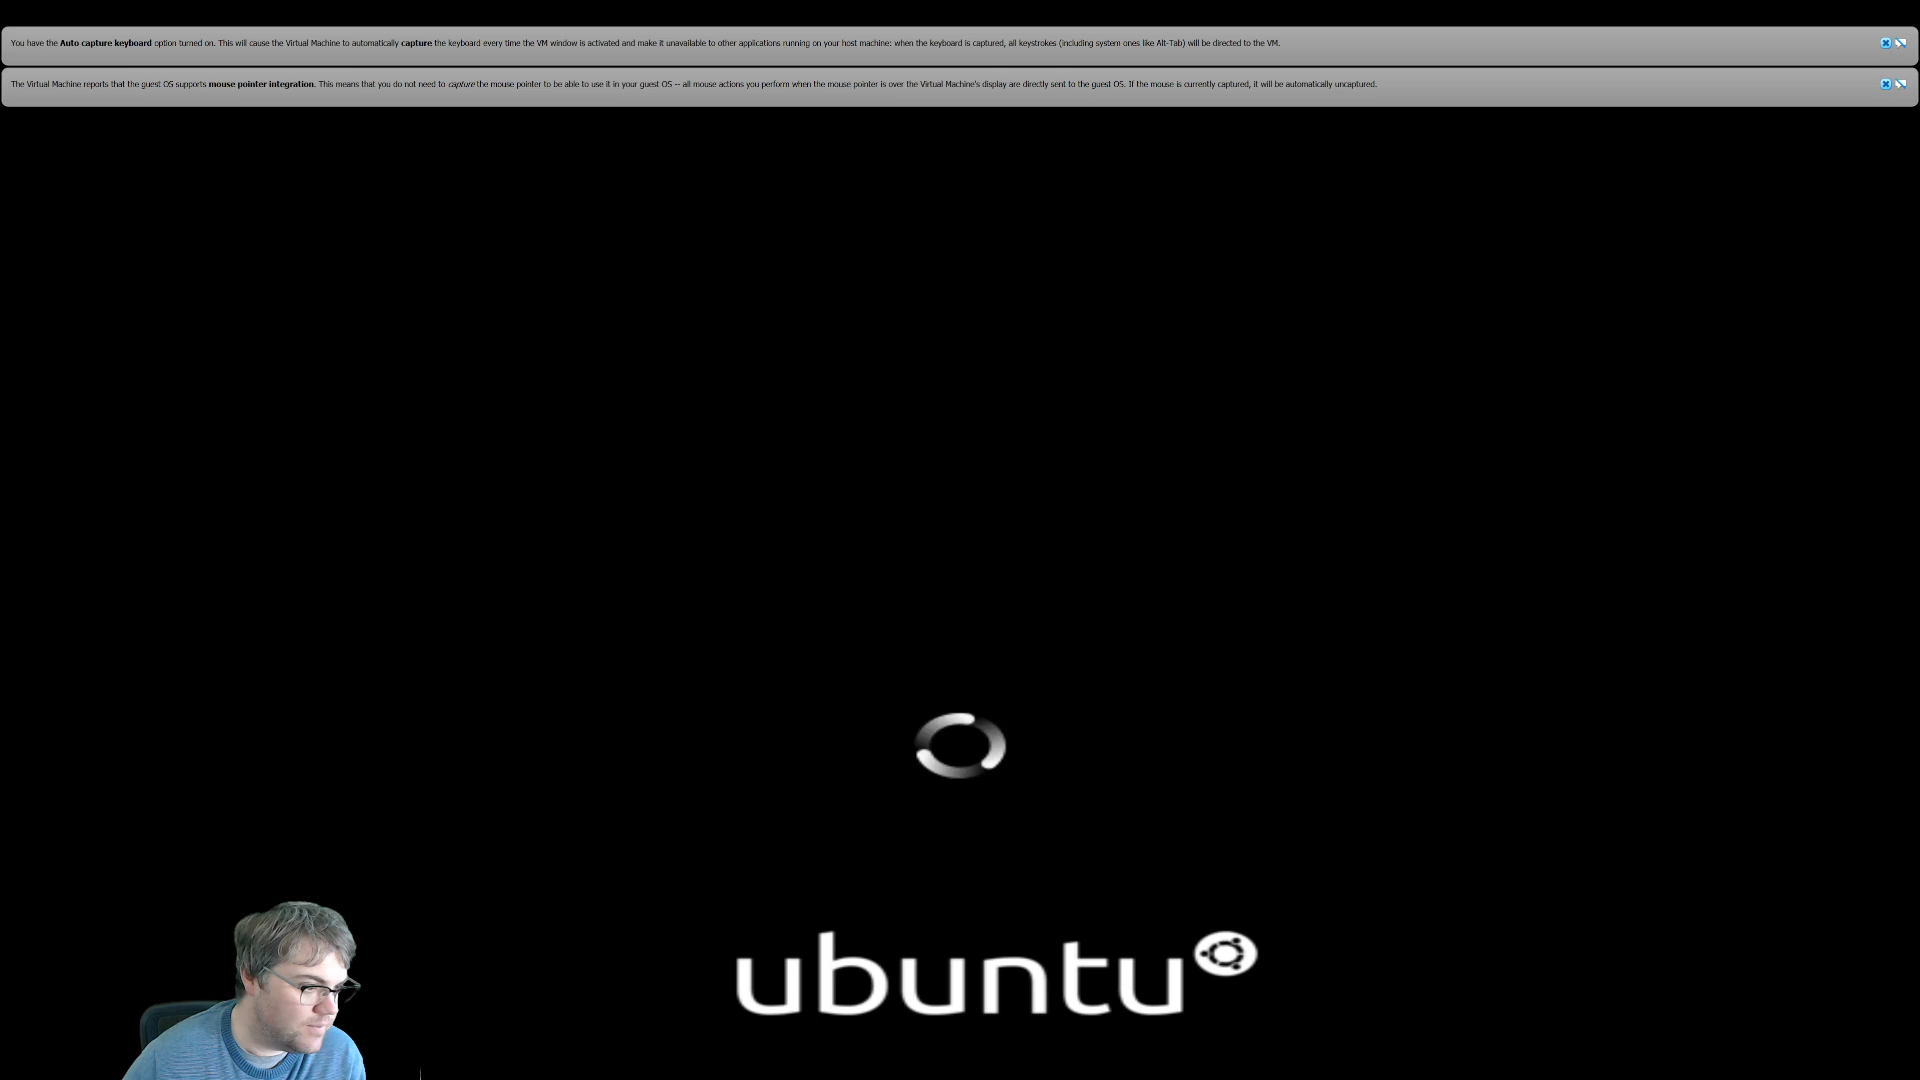 You have the Auto capture keyboard option turned on. This will cause the Virtual Machine to automatically capture the keyboard every time the VM window is activated and make it unavailable to other applications running on your host machine: when the keyboard is captured, all keystrokes (including system ones like Alt-Tab) will be directed to the VM.
The Virtual Machine reports that the guest OS supports mouse pointer integration. This means that you do not need to capture the mouse pointer to be able to use it in your guest OS -- all mouse actions you perform when the mouse pointer is over the Virtual Machine's display are directly sent to the guest OS. If the mouse is currently captured, it will be automatically uncaptured.
ubuntu